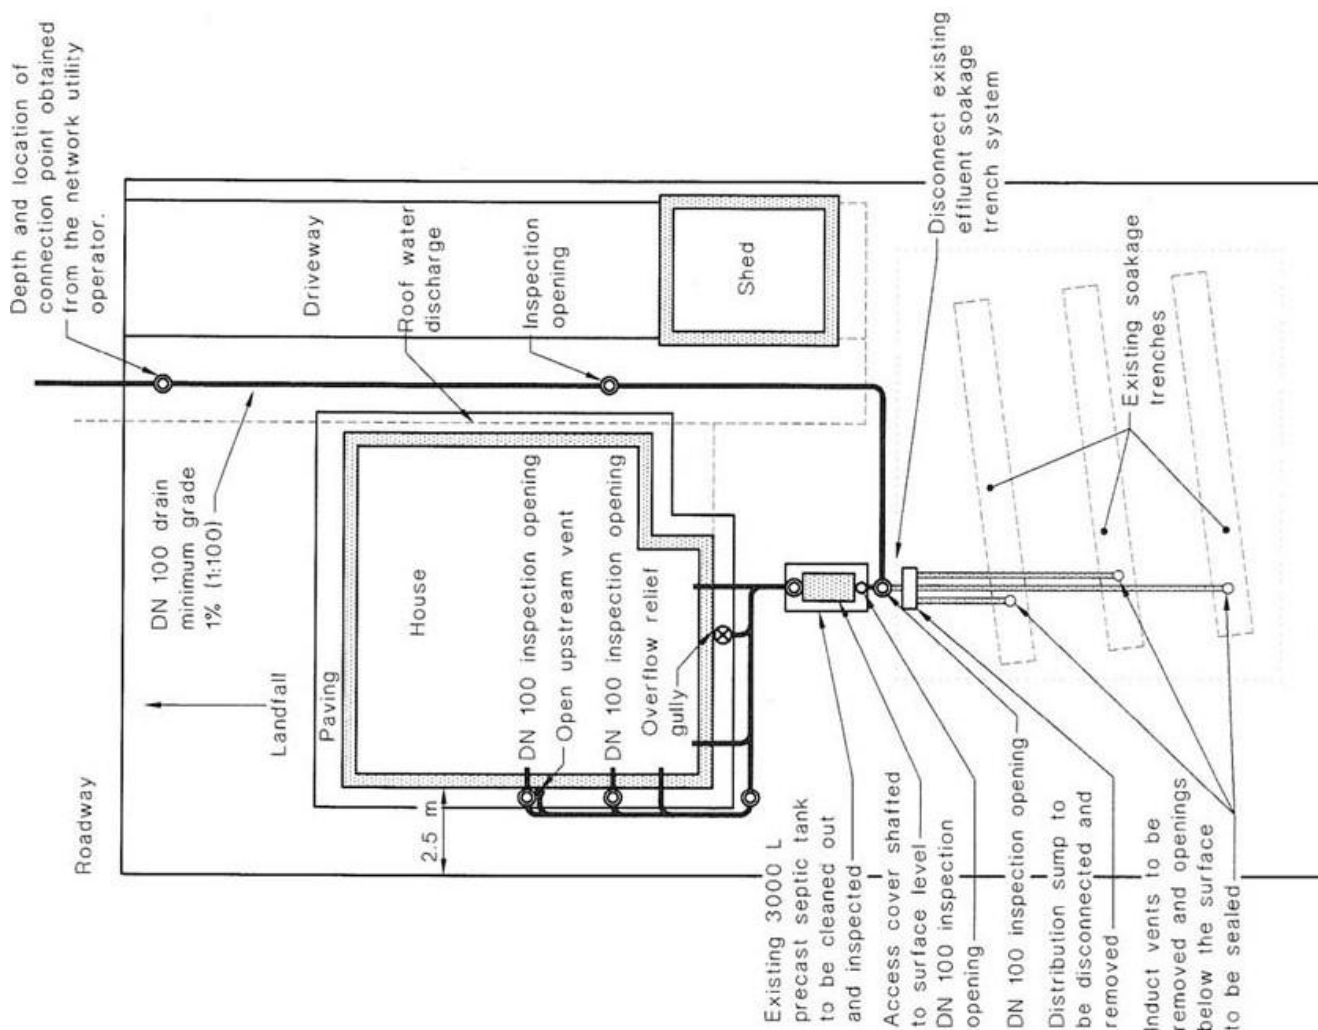 Depth and location of
connection point obtained
from the network utility
operator.
Driveway
Roof water
discharge
Inspection
opening
Shed
Disconnect existing
effluent soakage
trench system
DN 100 drain
minimum grade
1% (1:100)
House
DN 100 inspection opening
Open upstream vent
DN 100 inspection opening
Overflow relief
gully
Existing soakage
trenches
Roadway
Landfall
Paving
2.5 m
Existing 3000 L
precast septic tank
to be cleaned out
and inspected
Access cover shafted
to surface level
DN 100 inspection
opening
DN 100 inspection opening
Distribution sump to
be disconnected and
removed
Induct vents to be
removed and openings
below the surface
to be sealed